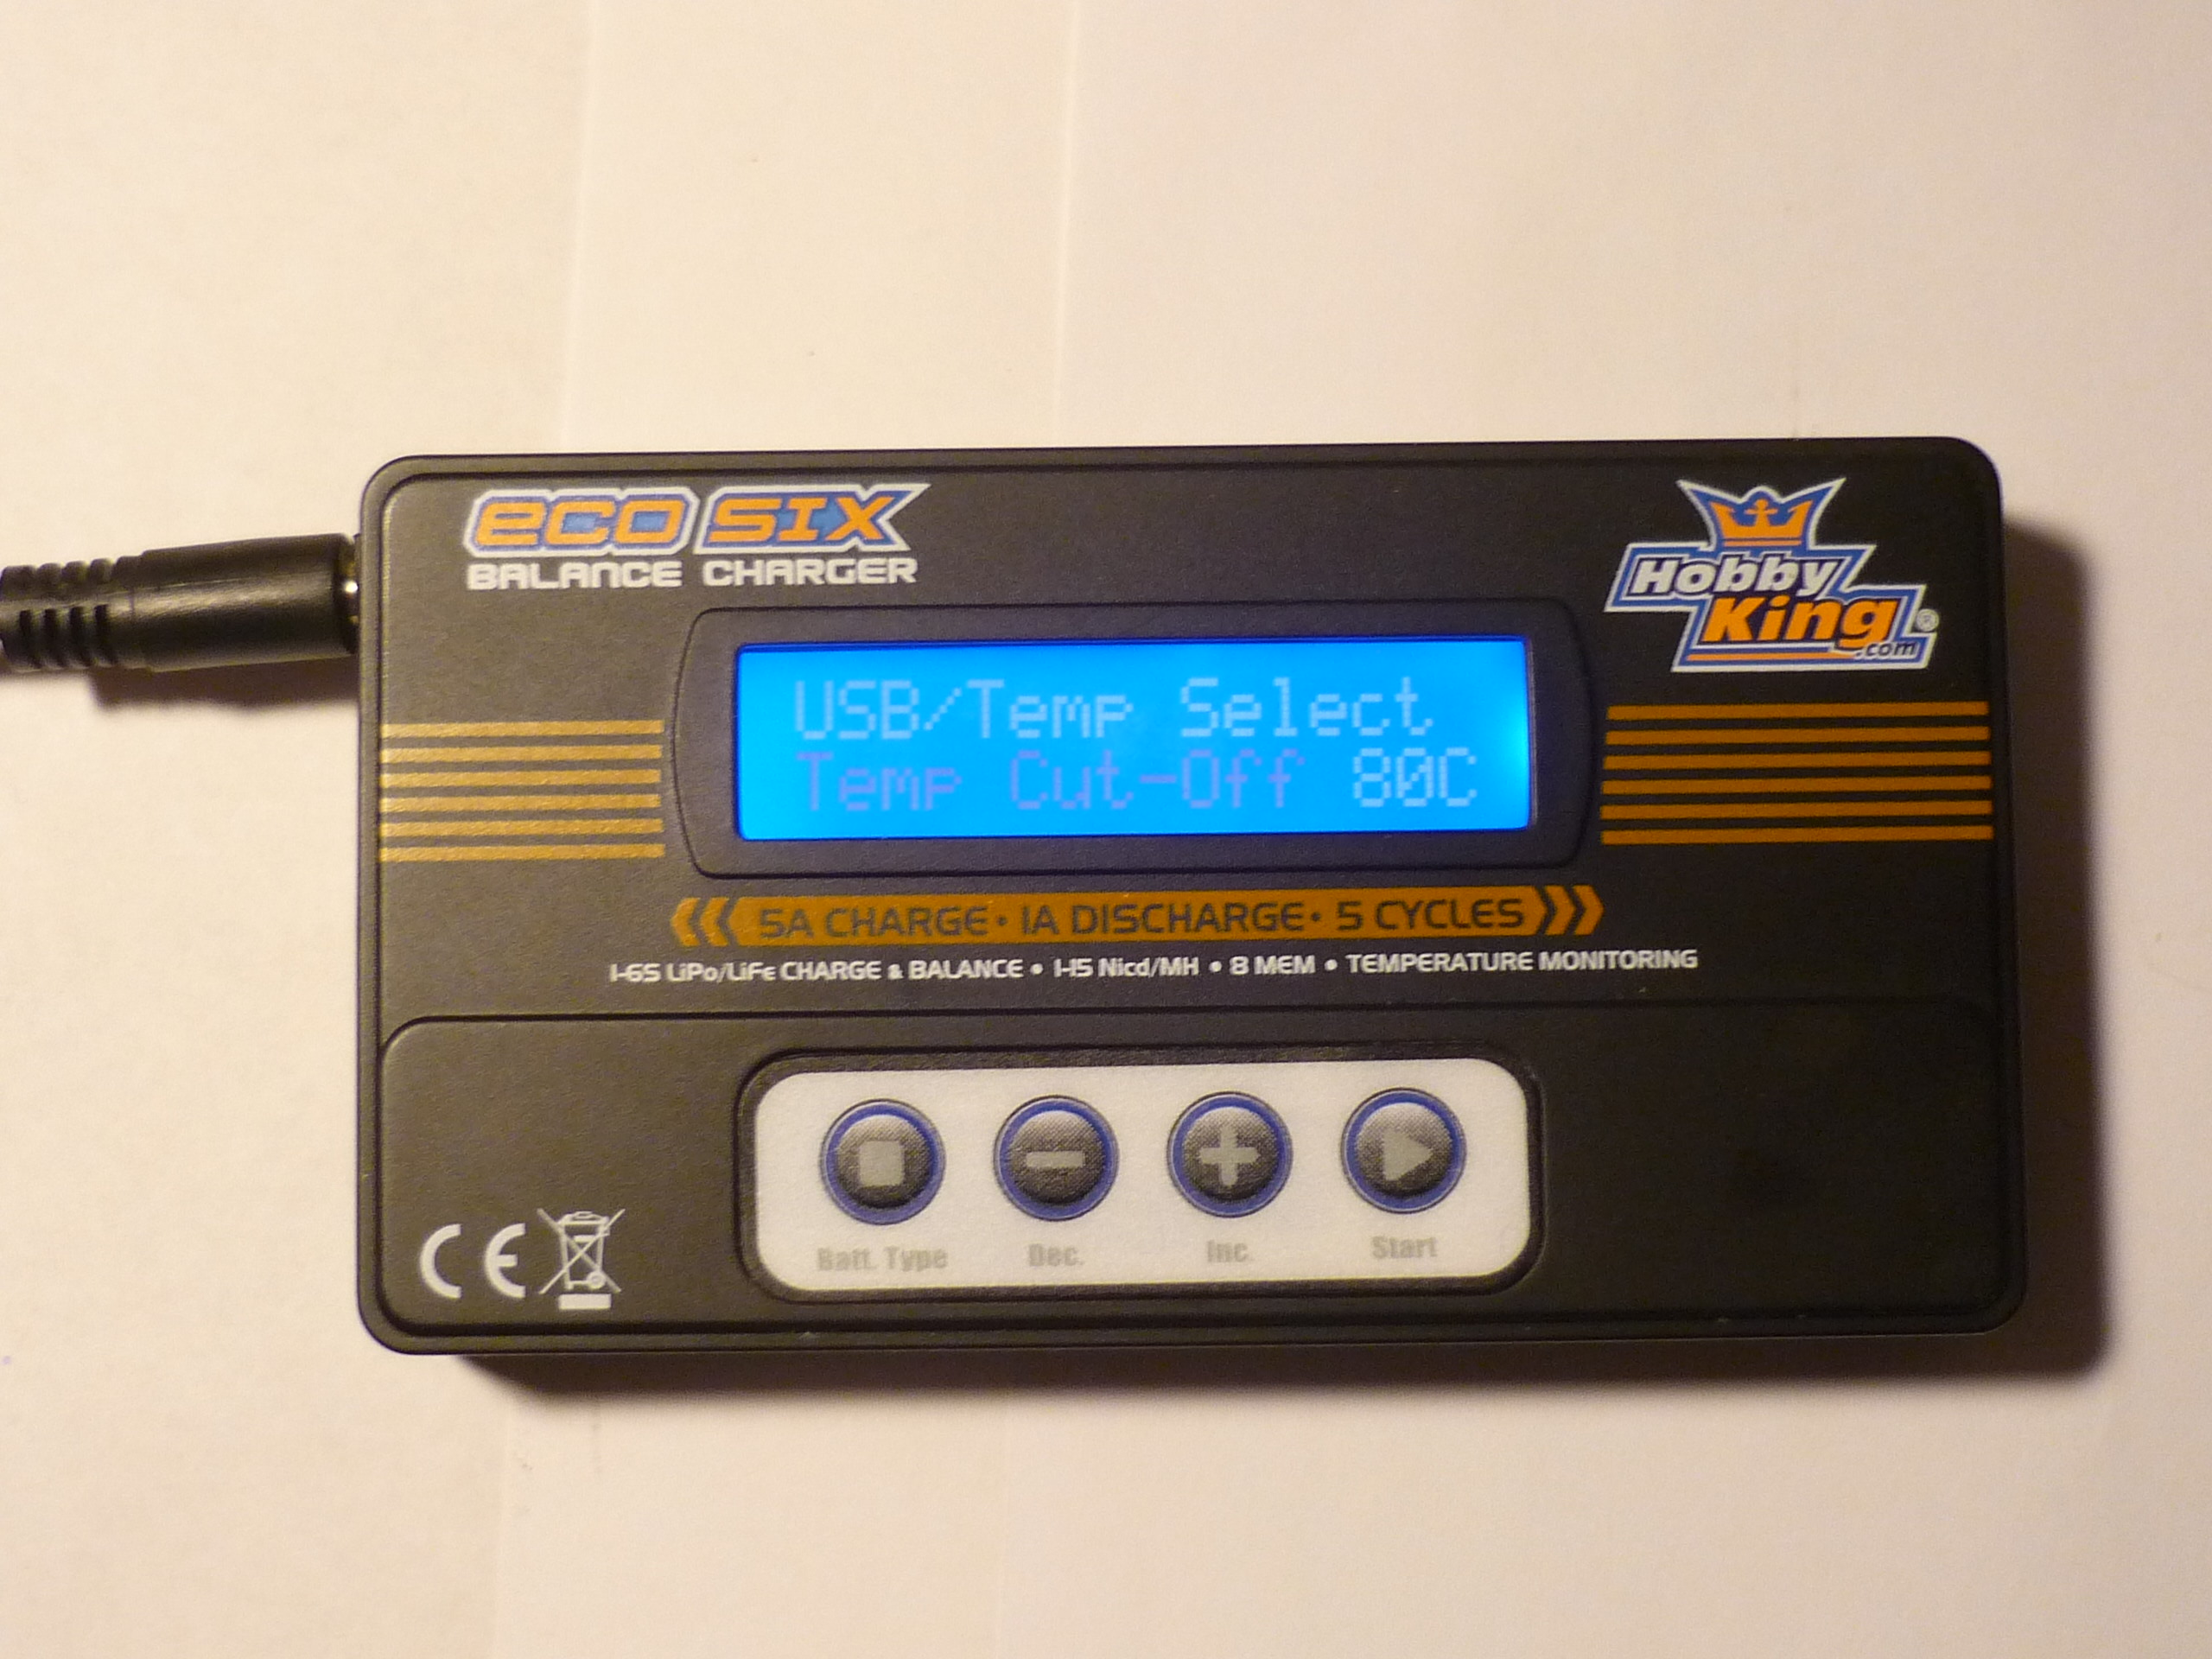 eco SIX
BALANCE CHARGER
Hobby
King®
.com
USB/Temp Select
Temp Cut-Off 80C
5A CHARGE • 1A DISCHARGE • 5 CYCLES
1-6S LiPo/LiFe CHARGE & BALANCE • 1-15 Nicd/MH • 8 MEM • TEMPERATURE MONITORING
Batt. Type Dec. Inc. Start
CE